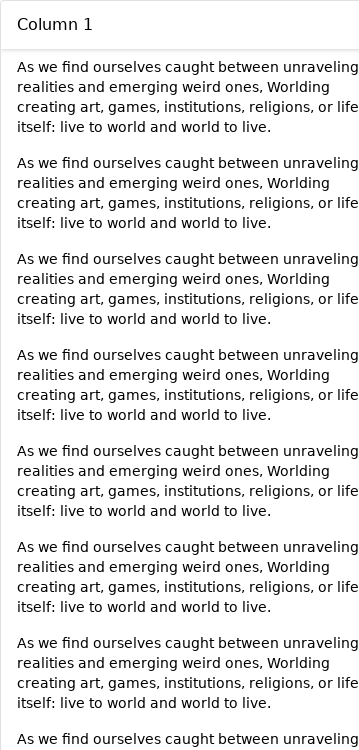 Column 1
As we find ourselves caught between unraveling
realities and emerging weird ones, Worlding
creating art, games, institutions, religions, or life
itself: live to world and world to live.
As we find ourselves caught between unraveling
realities and emerging weird ones, Worlding
creating art, games, institutions, religions, or life
itself: live to world and world to live.
As we find ourselves caught between unraveling
realities and emerging weird ones, Worlding
creating art, games, institutions, religions, or life
itself: live to world and world to live.
As we find ourselves caught between unraveling
realities and emerging weird ones, Worlding
creating art, games, institutions, religions, or life
itself: live to world and world to live.
As we find ourselves caught between unraveling
realities and emerging weird ones, Worlding
creating art, games, institutions, religions, or life
itself: live to world and world to live.
As we find ourselves caught between unraveling
realities and emerging weird ones, Worlding
creating art, games, institutions, religions, or life
itself: live to world and world to live.
As we find ourselves caught between unraveling
realities and emerging weird ones, Worlding
creating art, games, institutions, religions, or life
itself: live to world and world to live.
As we find ourselves caught between unraveling